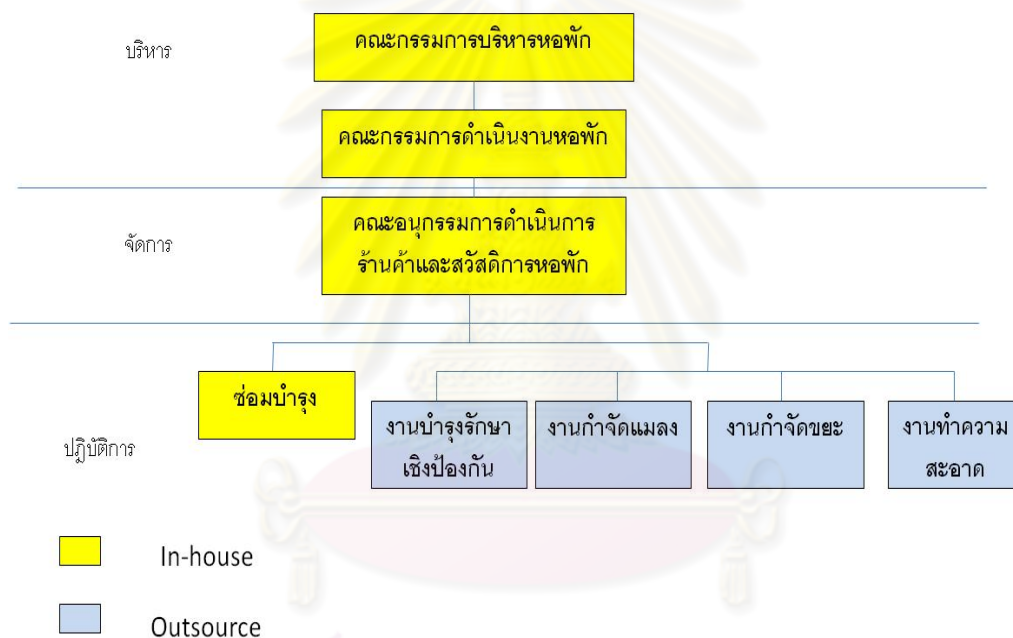 บริหาร
คณะกรรมการบริหารหอพัก
คณะกรรมการดำเนินงานหอพัก
จัดการ
คณะอนุกรรมการดำเนินการ
ร้านค้าและสวัสดิการหอพัก
ปฎิบัติการ
ซ่อมบำรุง
งานบำรุงรักษา
เชิงป้องกัน
งานกำจัดแมลง
งานกำจัดขยะ
งานทำความ
สะอาด
In-house
Outsource